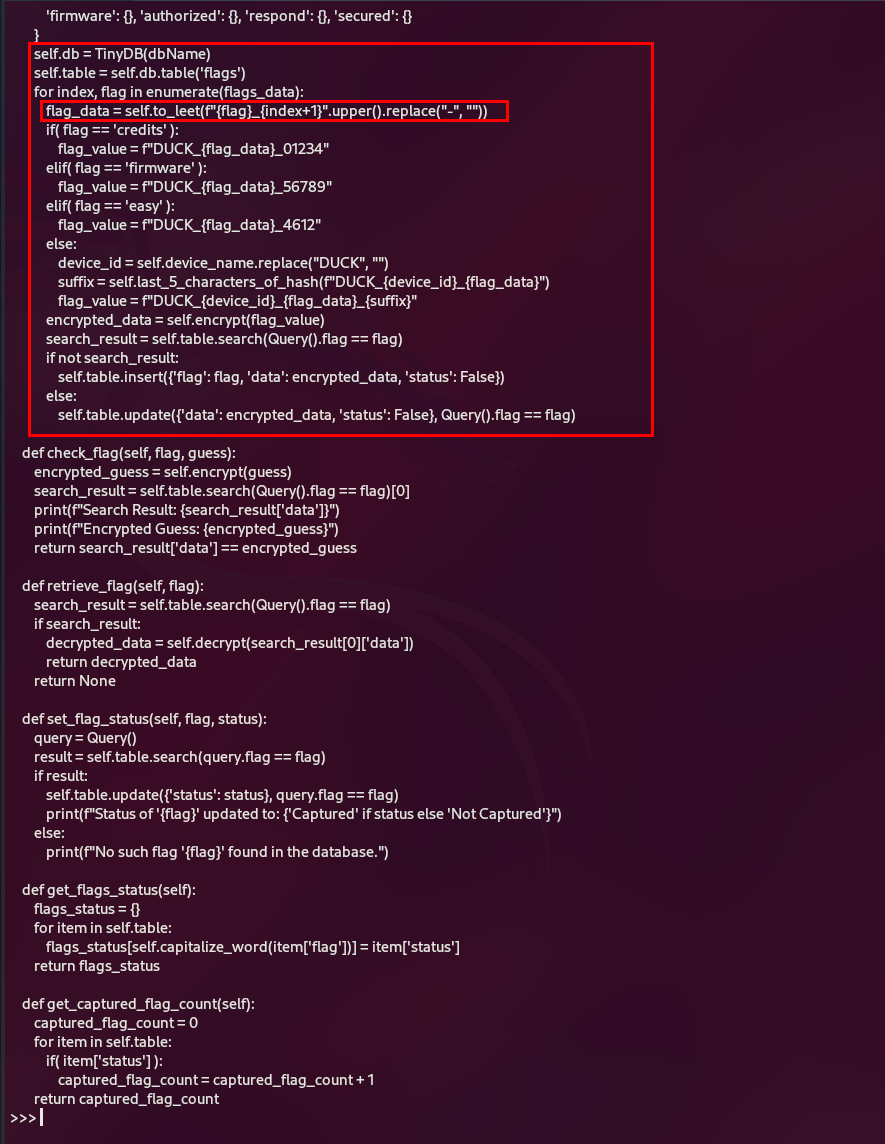 'firmware': {}, 'authorized': {}, 'respond': {}, 'secured': {}
}
self.db = TinyDB(dbName)
self.table = self.db.table('flags')
for index, flag in enumerate(flags_data):
flag_data = self.to_leet(f"{flag}_{index+1}".upper().replace("-", ""))
if( flag == 'credits' ):
flag_value = f"DUCK_{flag_data}_01234"
elif( flag == 'firmware' ):
flag_value = f"DUCK_{flag_data}_56789"
elif( flag == 'easy' ):
flag_value = f"DUCK_{flag_data}_4612"
else:
device_id = self.device_name.replace("DUCK", "")
suffix = self.last_5_characters_of_hash(f"DUCK_{device_id}_{flag_data}")
flag_value = f"DUCK_{device_id}_{flag_data}_{suffix}"
encrypted_data = self.encrypt(flag_value)
search_result = self.table.search(Query().flag == flag)
if not search_result:
self.table.insert({'flag': flag, 'data': encrypted_data, 'status': False})
else:
self.table.update({'data': encrypted_data, 'status': False}, Query().flag == flag)
def check_flag(self, flag, guess):
encrypted_guess = self.encrypt(guess)
search_result = self.table.search(Query().flag == flag)[0]
print(f"Search Result: {search_result['data']}")
print(f"Encrypted Guess: {encrypted_guess}")
return search_result['data'] == encrypted_guess
def retrieve_flag(self, flag):
search_result = self.table.search(Query().flag == flag)
if search_result:
decrypted_data = self.decrypt(search_result[0]['data'])
return decrypted_data
return None
def set_flag_status(self, flag, status):
query = Query()
result = self.table.search(query.flag == flag)
if result:
self.table.update({'status': status}, query.flag == flag)
print(f"Status of '{flag}' updated to: {'Captured' if status else 'Not Captured'}")
else:
print(f"No such flag '{flag}' found in the database.")
def get_flags_status(self):
flags_status = {}
for item in self.table:
flags_status[self.capitalize_word(item['flag'])] = item['status']
return flags_status
def get_captured_flag_count(self):
captured_flag_count = 0
for item in self.table:
if( item['status'] ):
captured_flag_count = captured_flag_count + 1
return captured_flag_count
>>>